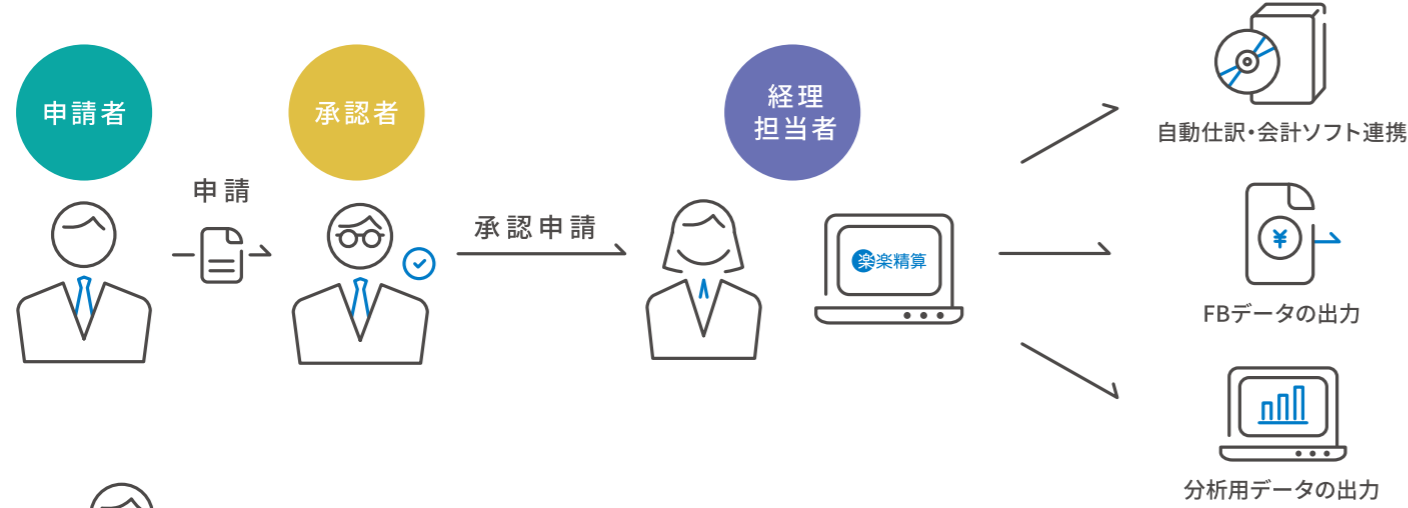 申請者
申請
承認者
承認申請
経理
担当者
楽楽精算
自動仕訳・会計ソフト連携
¥
FBデータの出力
分析用データの出力